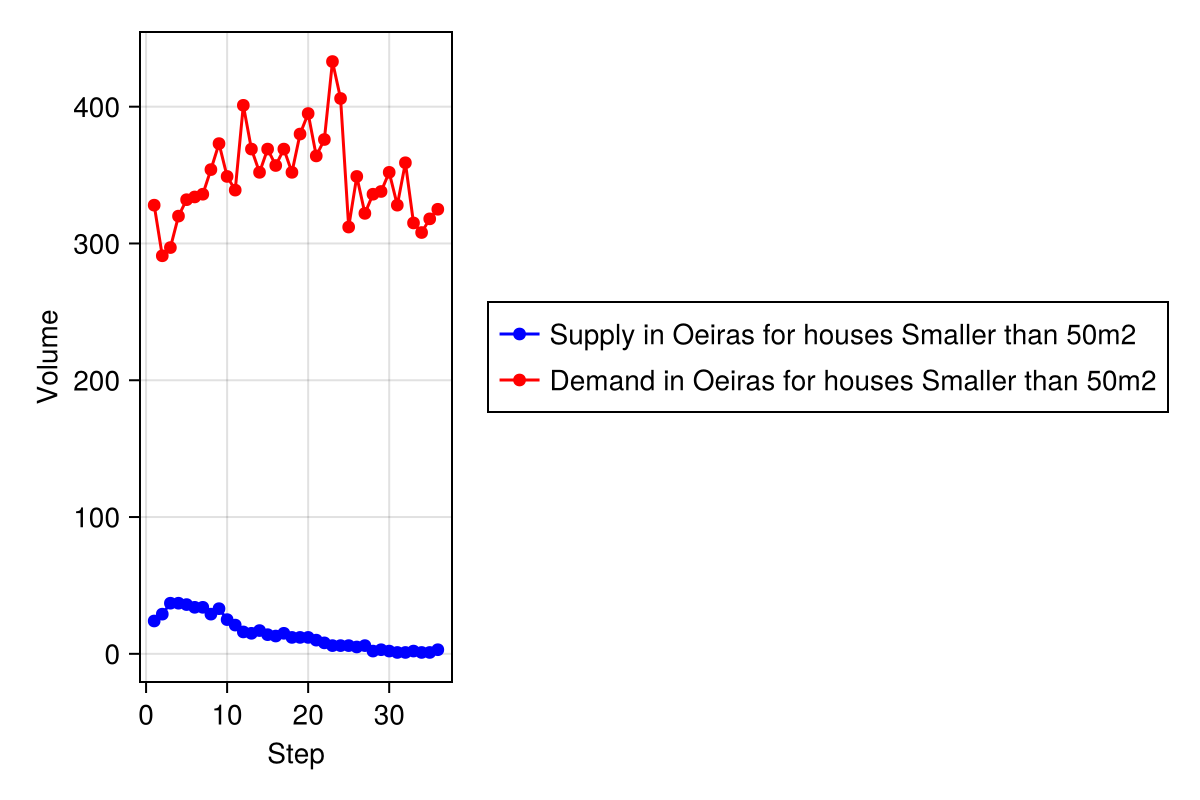 400
300
200
100
0
Volume
0 10 20 30
Step
Supply in Oeiras for houses Smaller than 50m2
Demand in Oeiras for houses Smaller than 50m2